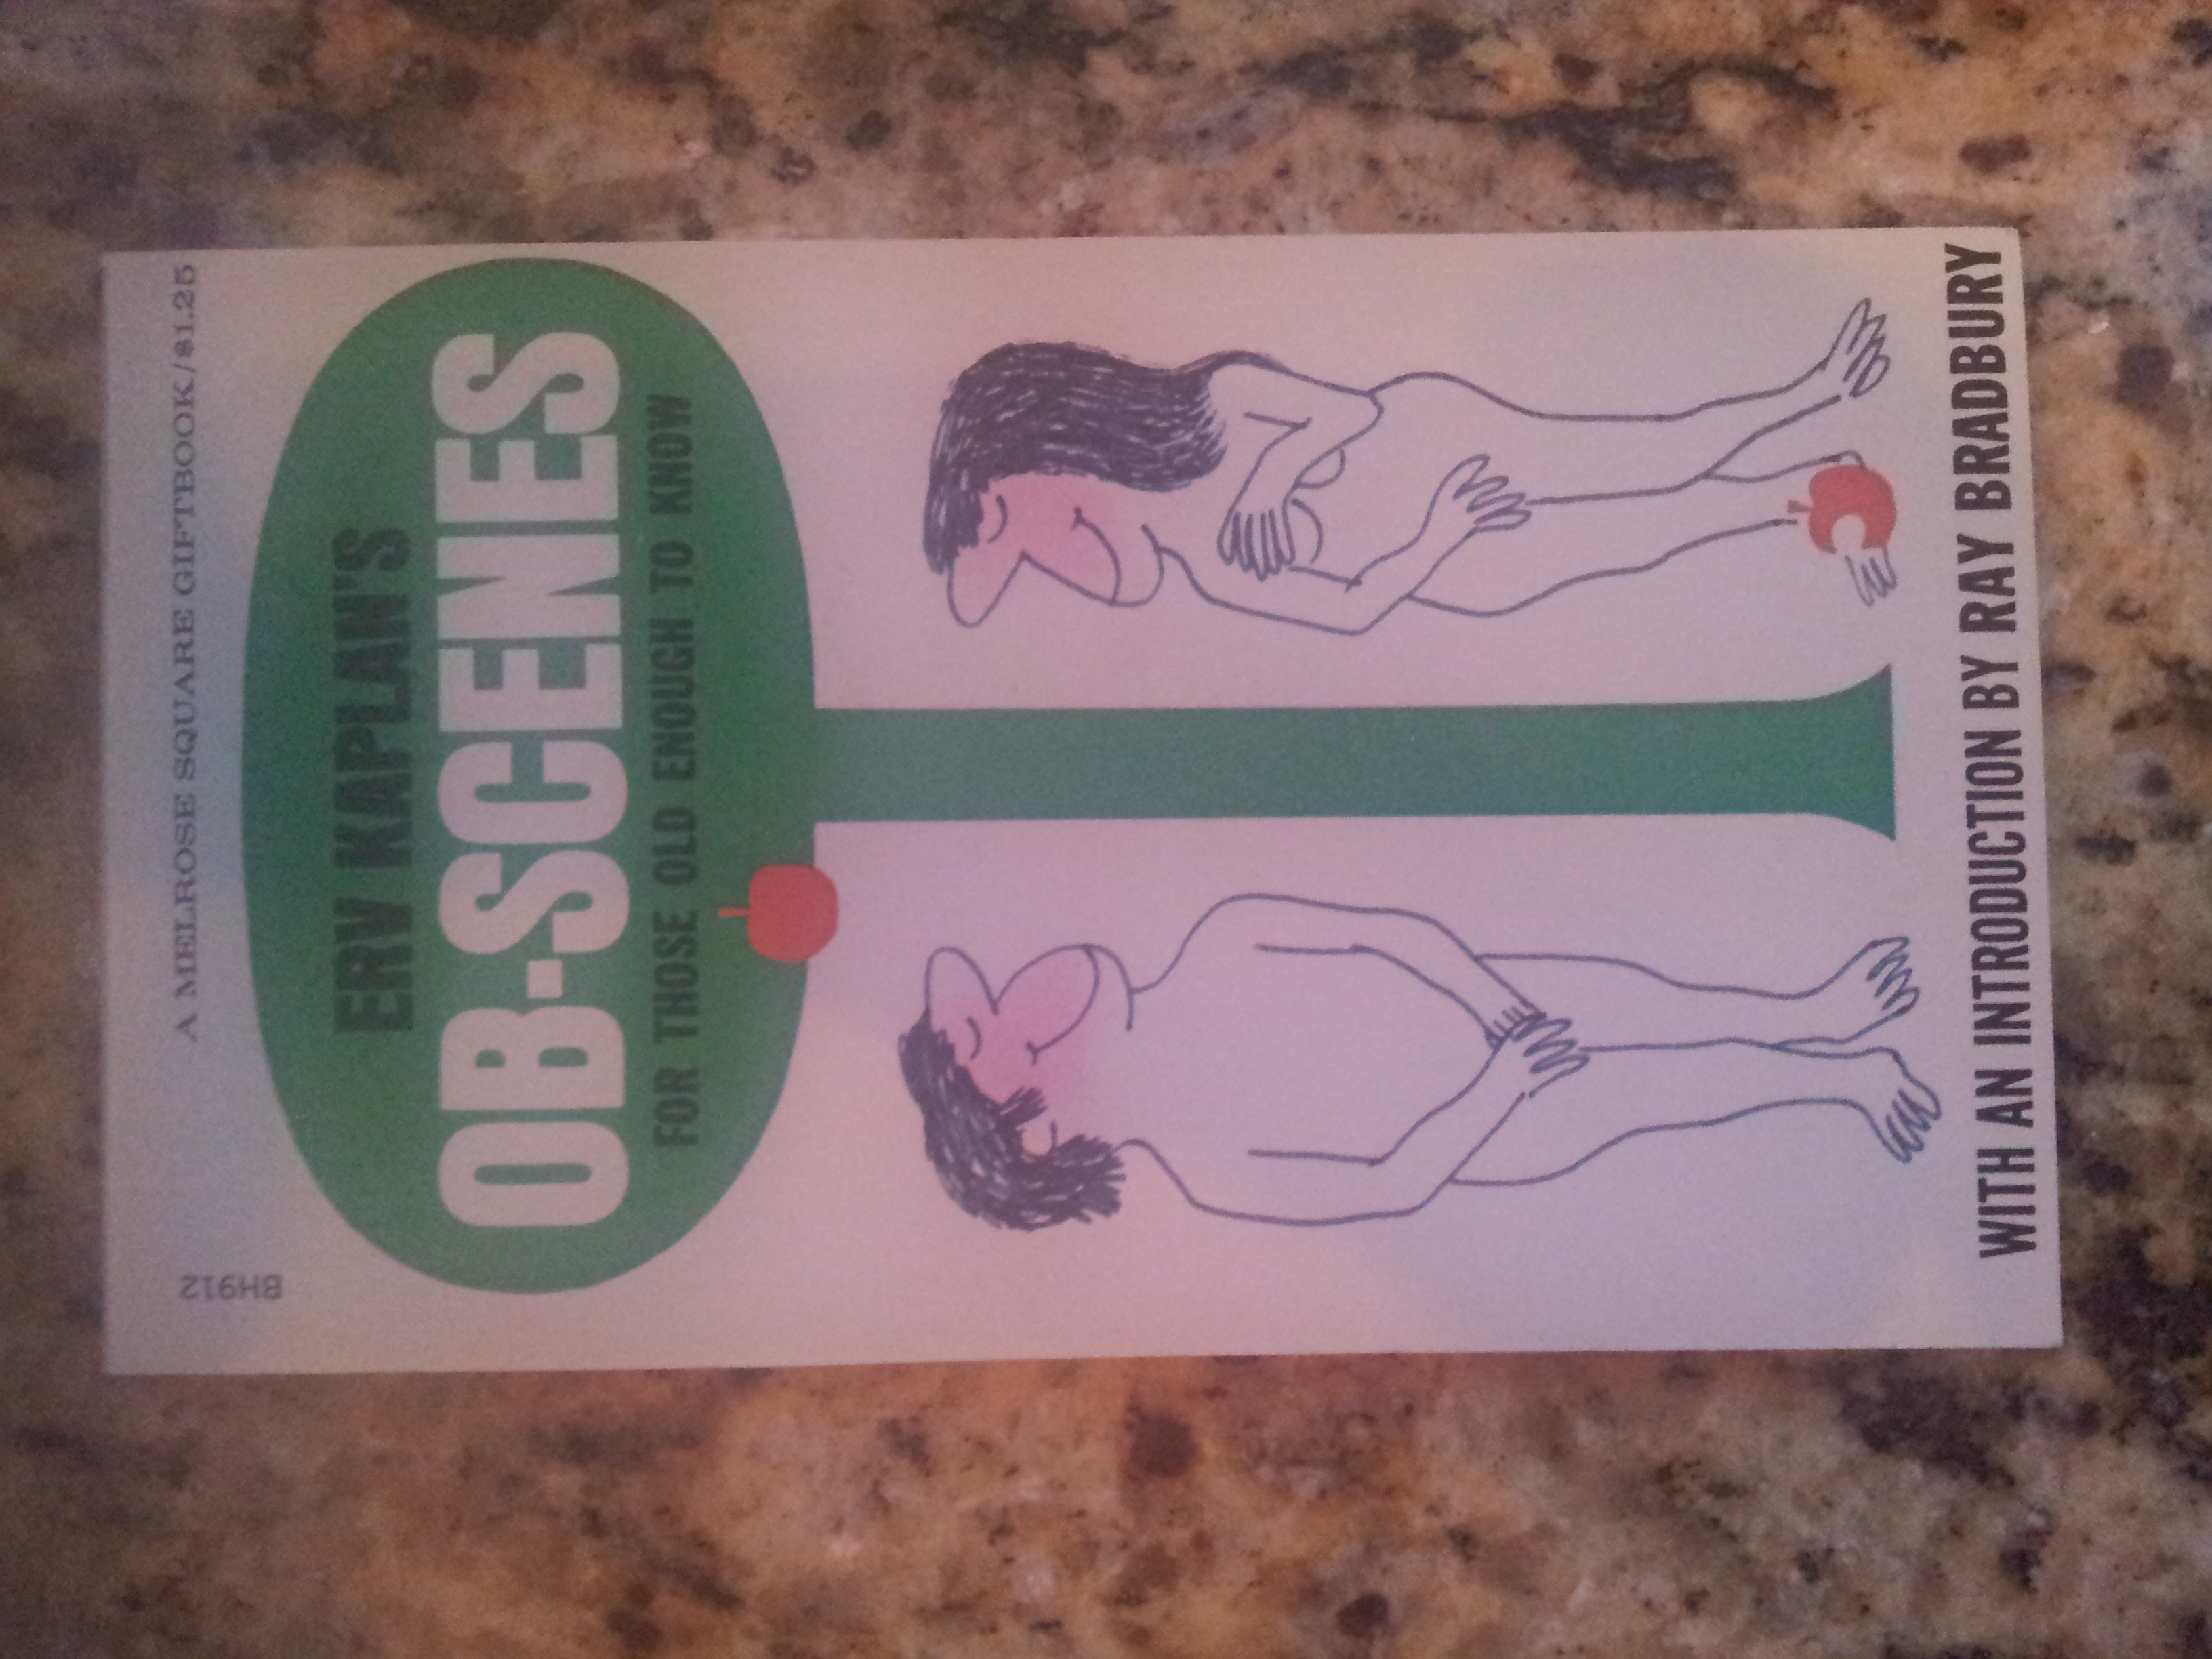 A MELROSE SQUARE GIFTBOOK/$1.25
BH912
ERV KAPLAN'S
OB-SCENES
FOR THOSE OLD ENOUGH TO KNOW
WITH AN INTRODUCTION BY RAY BRADBURY